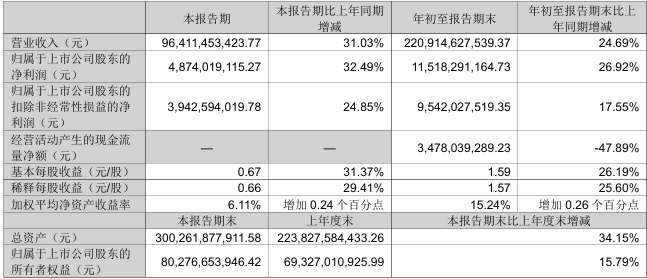 本报告期 本报告期比上年同期增减 年初至报告期末 年初至报告期末比上年同期增减
营业收入（元） 96,411,453,423.77 31.03% 220,914,627,539.37 24.69%
归属于上市公司股东的净利润（元） 4,874,019,115.27 32.49% 11,518,291,164.73 26.92%
归属于上市公司股东的扣除非经常性损益的净利润（元） 3,942,594,019.78 24.85% 9,542,027,519.35 17.55%
经营活动产生的现金流量净额（元） — — 3,478,039,289.23 -47.89%
基本每股收益（元/股） 0.67 31.37% 1.59 26.19%
稀释每股收益（元/股） 0.66 29.41% 1.57 25.60%
加权平均净资产收益率 6.11% 增加 0.24 个百分点 15.24% 增加 0.26 个百分点
本报告期末 上年度末 本报告期末比上年度末增减
总资产（元） 300,261,877,911.58 223,827,584,433.26 34.15%
归属于上市公司股东的所有者权益（元） 80,276,653,946.42 69,327,010,925.99 15.79%